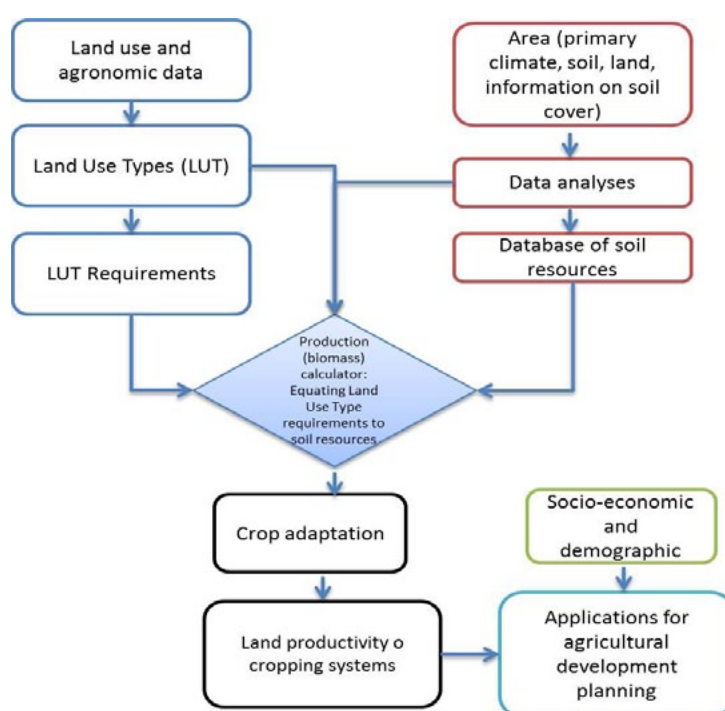 Land use and
agronomic data
Area (primary
climate, soil, land,
information on soil
cover)
Land Use Types (LUT)
Data analyses
LUT Requirements
Database of soil
resources
Production
(biomass)
calculator:
Equating Land
Use Type
requirements to
soil resources
Crop adaptation
Socio-economic
and
demographic
Land productivity o
cropping systems
Applications for
agricultural
development
planning